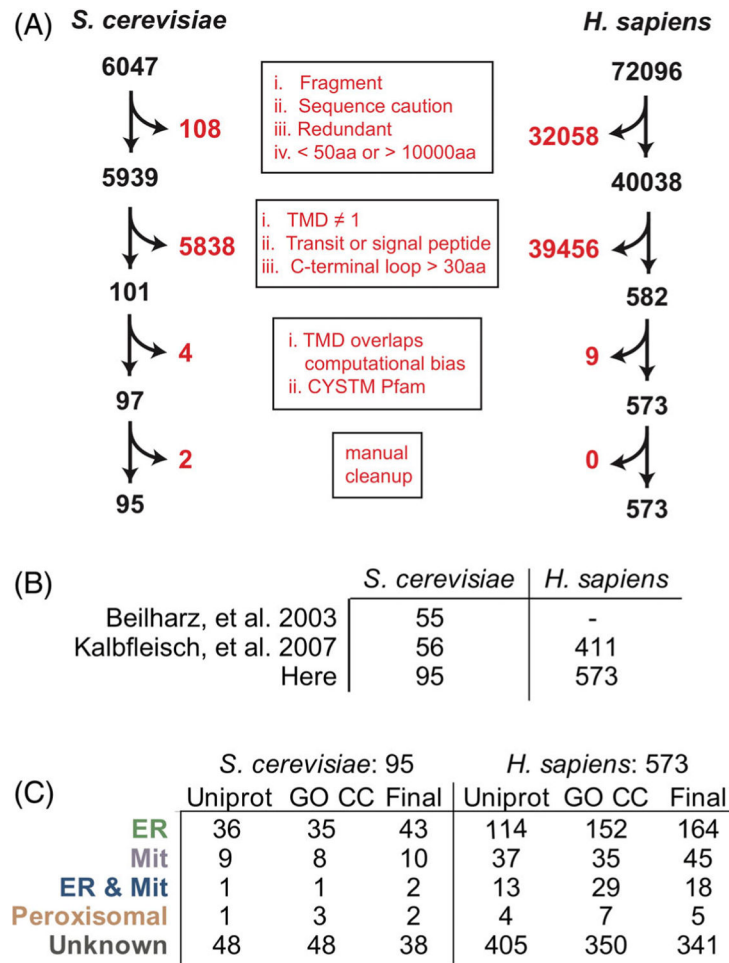 (A)
S. cerevisiae
H. sapiens
6047
72096
i. Fragment
ii. Sequence caution
iii. Redundant
iv. < 50aa or > 10000aa
108
32058
5939
40038
i. TMD ≠ 1
ii. Transit or signal peptide
iii. C-terminal loop > 30aa
5838
39456
101
582
i. TMD overlaps
computational bias
ii. CYSTM Pfam
4
9
97
573
manual
cleanup
2
0
95
573
(B)
S. cerevisiae H. sapiens
Beilharz, et al. 2003 55 -
Kalbfleisch, et al. 2007 56 411
Here 95 573
(C)
S. cerevisiae: 95 H. sapiens: 573
Uniprot GO CC Final Uniprot GO CC Final
ER 36 35 43 114 152 164
Mit 9 8 10 37 35 45
ER & Mit 1 1 2 13 29 18
Peroxisomal 1 3 2 4 7 5
Unknown 48 48 38 405 350 341